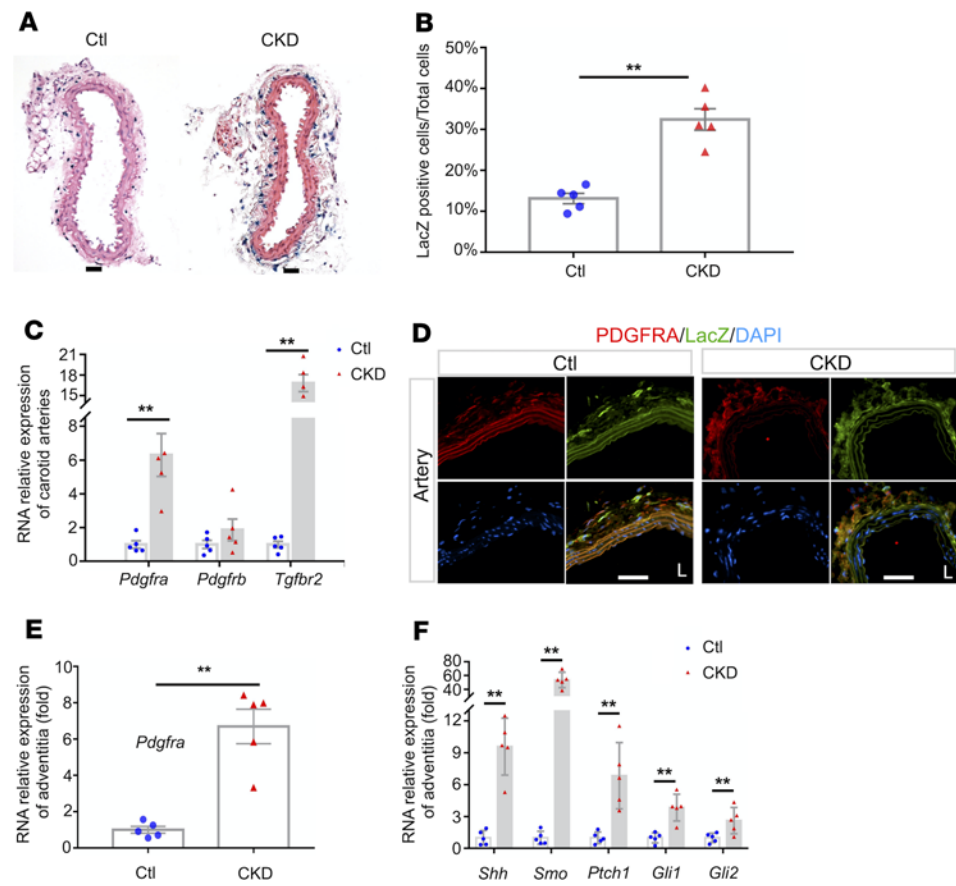 A
Ctl
CKD
B
LacZ positive cells/Total cells
50%
40%
30%
20%
10%
0%
**
Ctl
CKD
C
RNA relative expression
of carotid arteries
21
18
15
8
6
4
2
0
**
**
Ctl
CKD
Pdgfra
Pdgfrb
Tgfbr2
D
PDGFRA/LacZ/DAPI
Ctl
CKD
Artery
L
L
E
RNA relative expression
of adventitia (fold)
10
8
6
4
2
0
**
Pdgfra
Ctl
CKD
F
RNA relative expression
of adventitia (fold)
80
60
40
12
9
6
3
0
**
**
**
**
**
Ctl
CKD
Shh
Smo
Ptch1
Gli1
Gli2